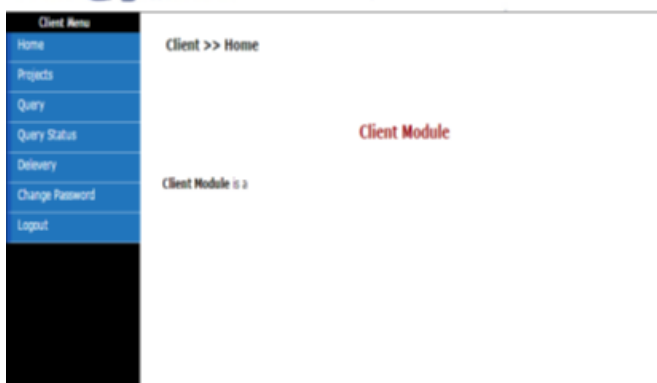 Client Menu
Home
Projects
Query
Query Status
Delevery
Change Password
Logout
Client >> Home
Client Module
Client Module is a